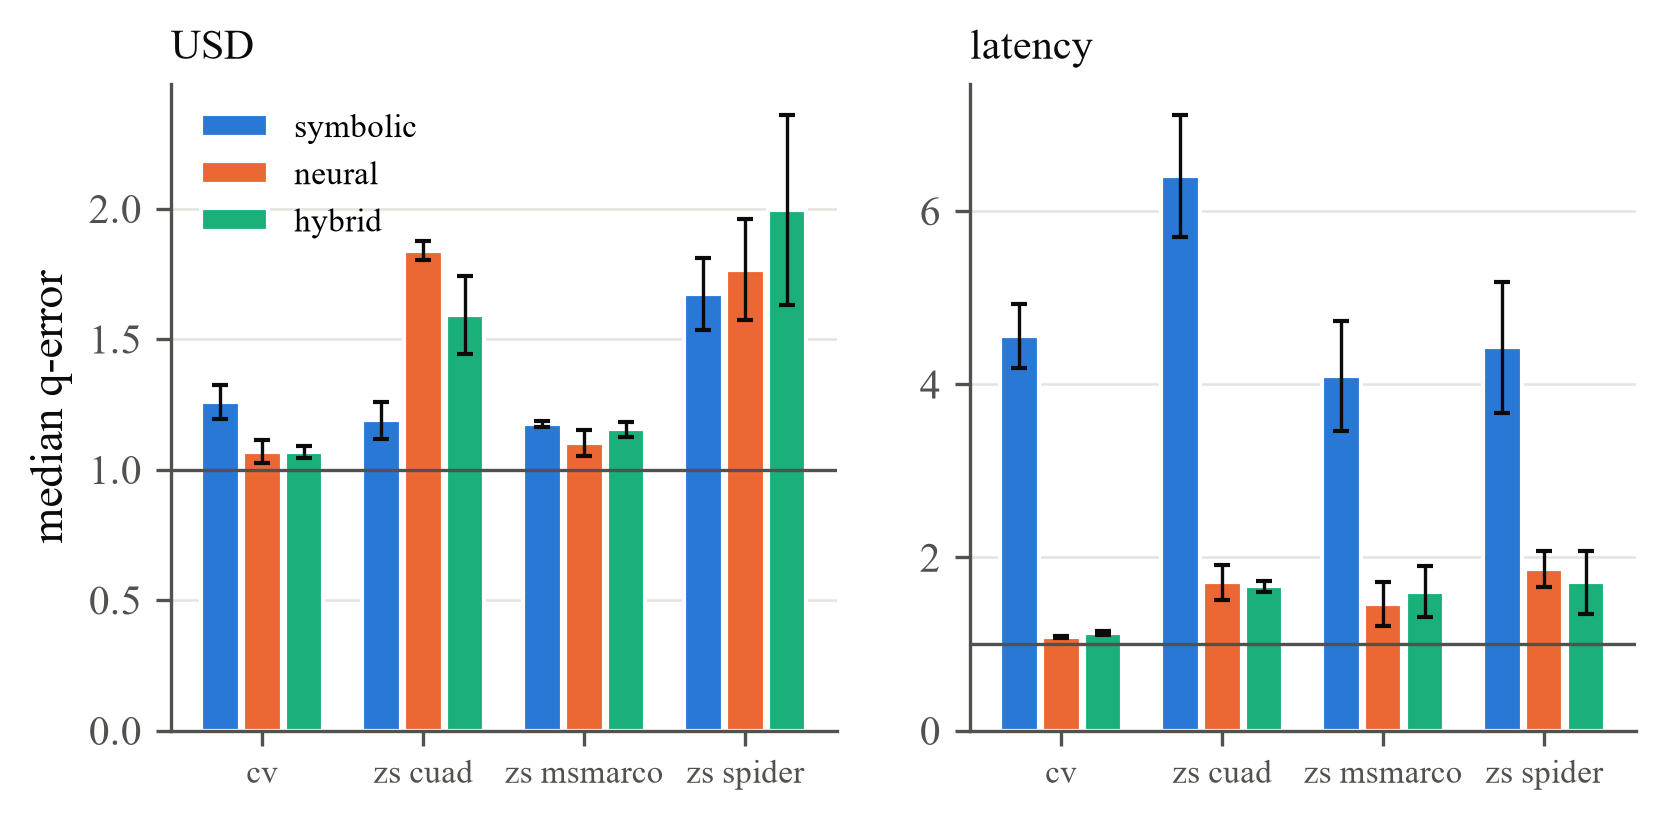 USD
latency
symbolic
neural
hybrid
median q-error
2.0
1.5
1.0
0.5
0.0
cv
zs cuad
zs msmarco
zs spider
6
4
2
0
cv
zs cuad
zs msmarco
zs spider